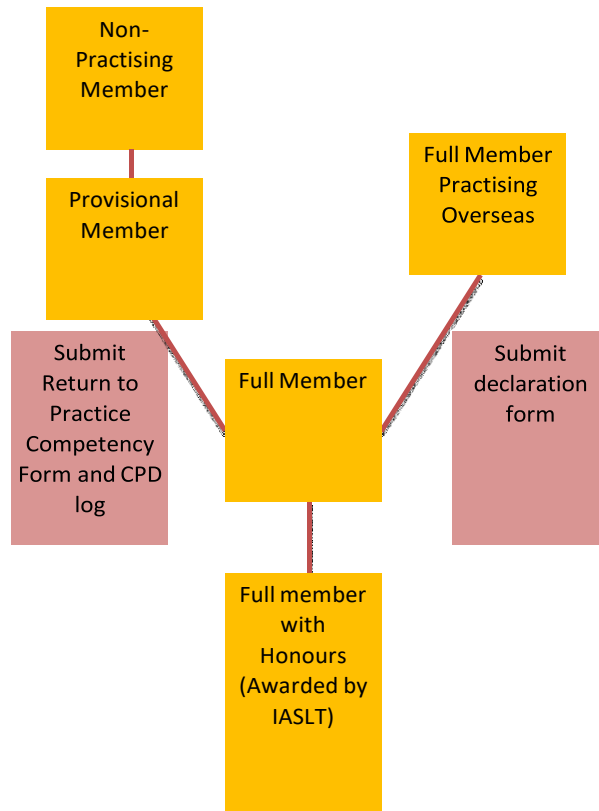 Non-
Practising
Member
Provisional
Member
Full Member
Practising
Overseas
Submit
Return to
Practice
Competency
Form and CPD
log
Full Member
Submit
declaration
form
Full member
with
Honours
(Awarded by
IASLT)